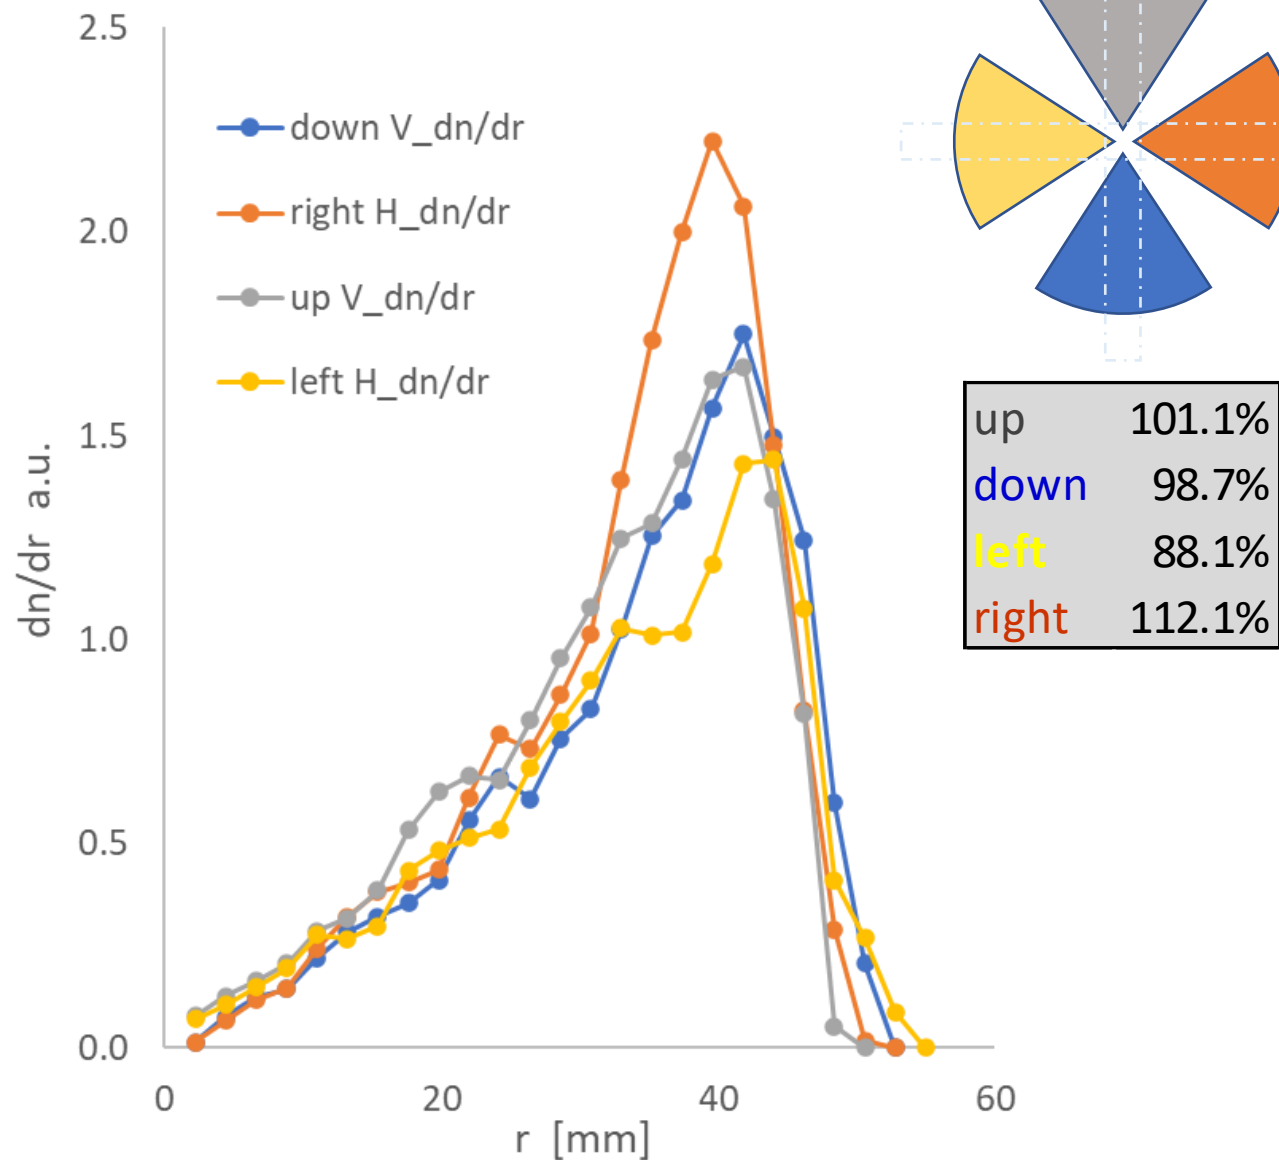 2.5
2.0
1.5
1.0
0.5
0.0
dn/dr a.u.
down V_dn/dr
right H_dn/dr
up V_dn/dr
left H_dn/dr
0 20 40 60
r [mm]
up 101.1%
down 98.7%
left 88.1%
right 112.1%